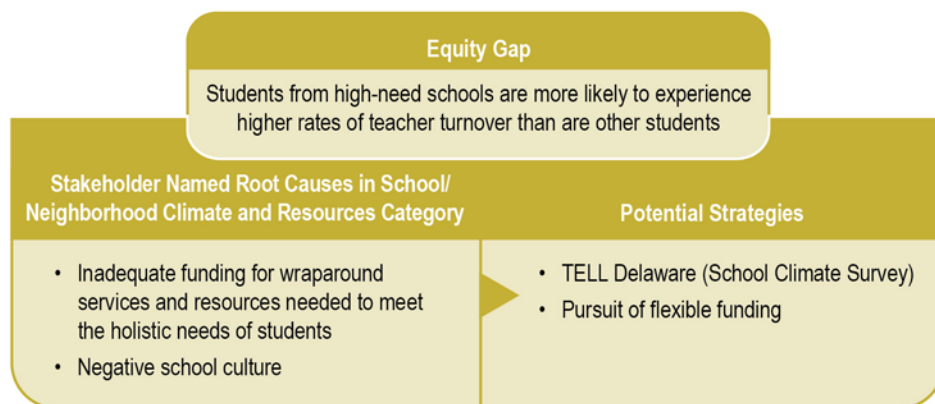 Equity Gap
Students from high-need schools are more likely to experience
higher rates of teacher turnover than are other students
Stakeholder Named Root Causes in School/
Neighborhood Climate and Resources Category
• Inadequate funding for wraparound
services and resources needed to meet
the holistic needs of students
• Negative school culture
Potential Strategies
• TELL Delaware (School Climate Survey)
• Pursuit of flexible funding